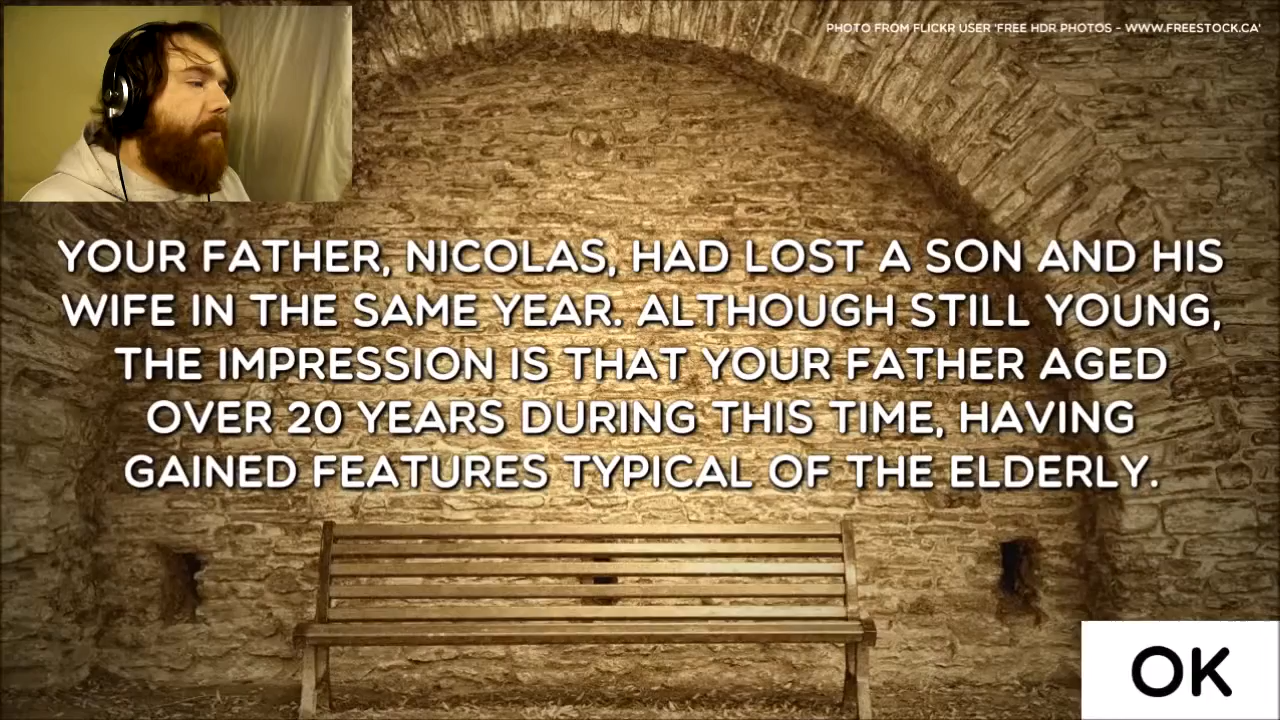 PHOTO FROM FLICKR USER 'FREE HDR PHOTOS - WWW.FREESTOCK.CA'
YOUR FATHER, NICOLAS, HAD LOST A SON AND HIS
WIFE IN THE SAME YEAR. ALTHOUGH STILL YOUNG,
THE IMPRESSION IS THAT YOUR FATHER AGED
OVER 20 YEARS DURING THIS TIME, HAVING
GAINED FEATURES TYPICAL OF THE ELDERLY.
OK